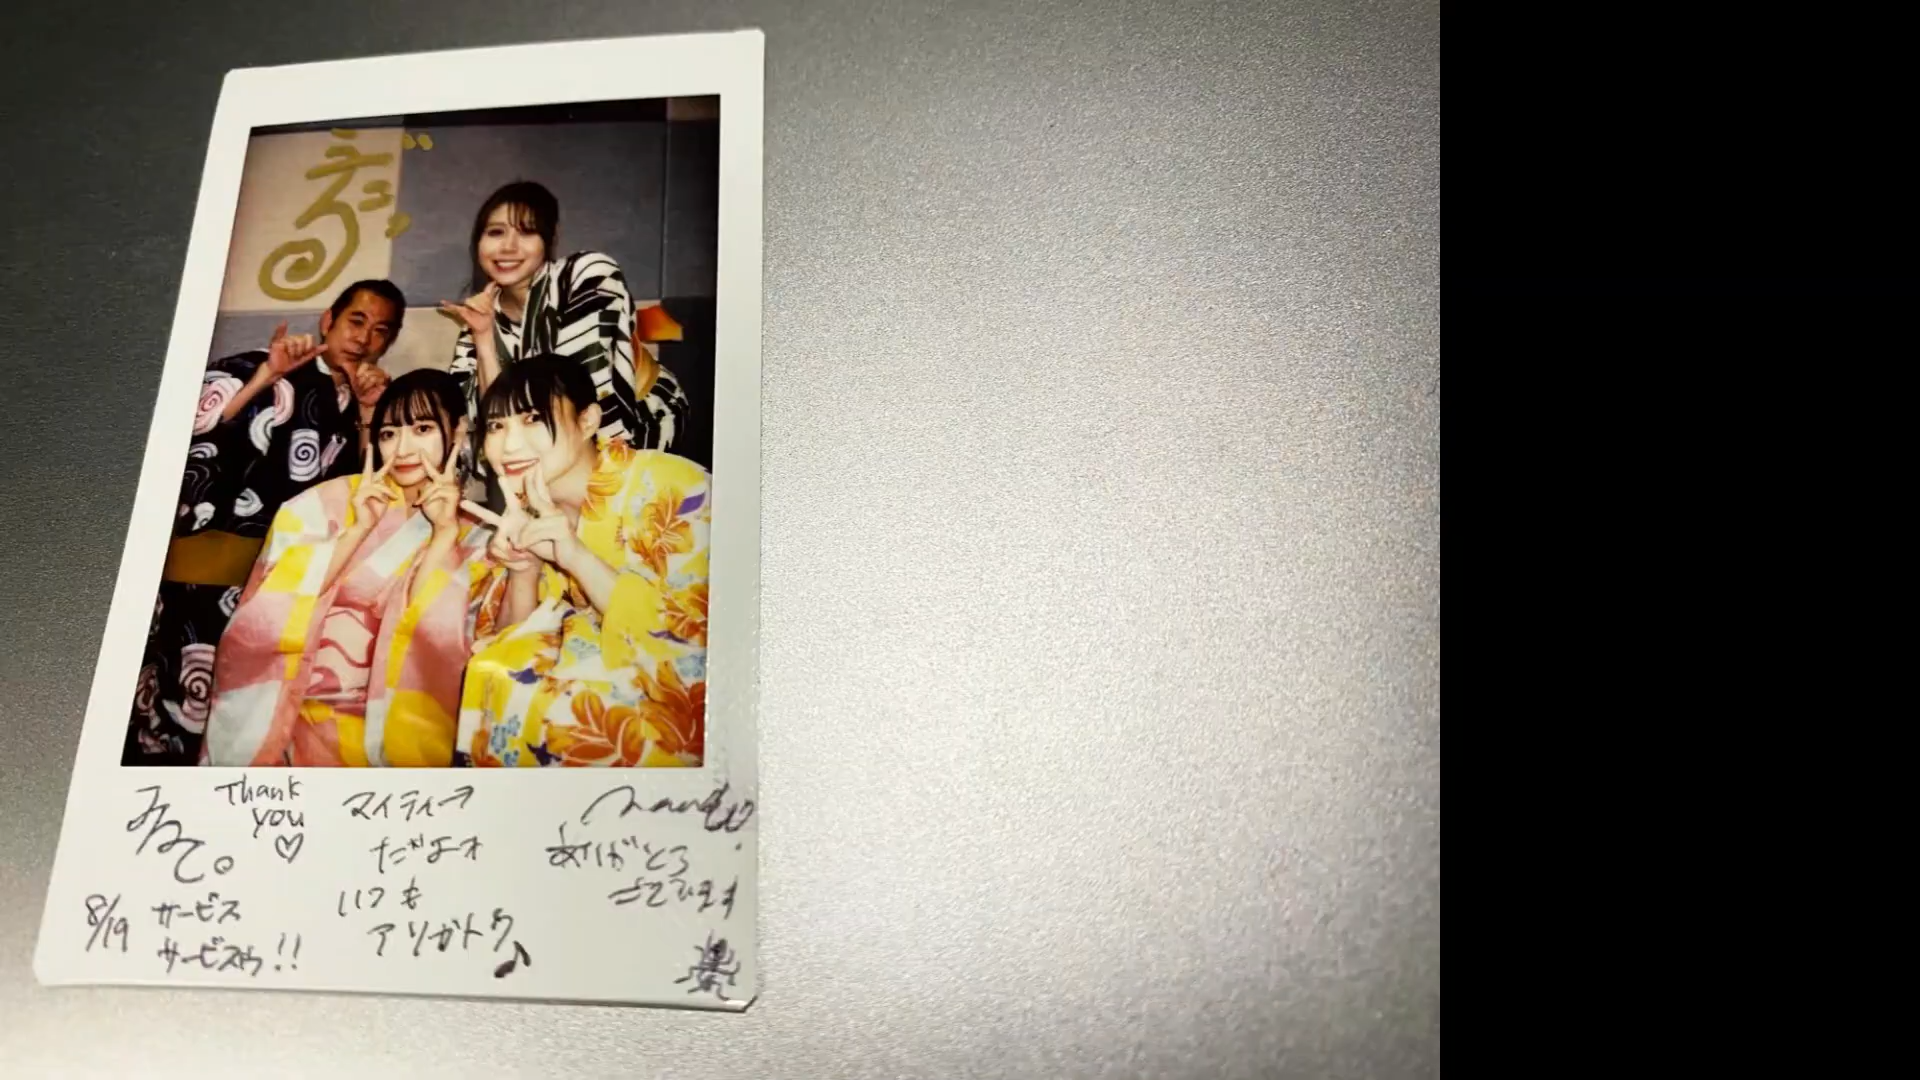 Thank
you♡
8/19 サービス
サービスゥ!!
マイティーヲ
だよォ
いつも
アリガトウ♪
ありがとう
ございます